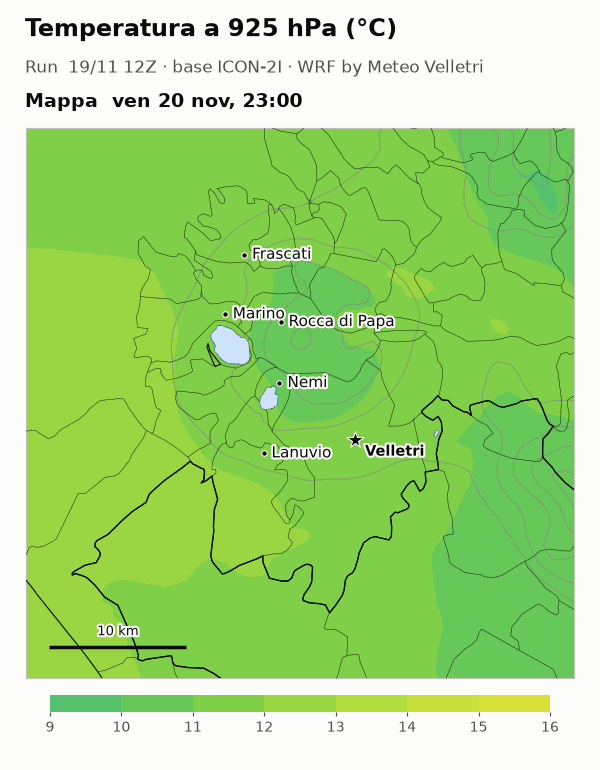 Temperatura a 925 hPa (°C)
Run  19/11 12Z · base ICON-2I · WRF by Meteo Velletri
Mappa  ven 20 nov, 23:00
Frascati
Marino
Rocca di Papa
Nemi
Velletri
Lanuvio
10 km
9 10 11 12 13 14 15 16